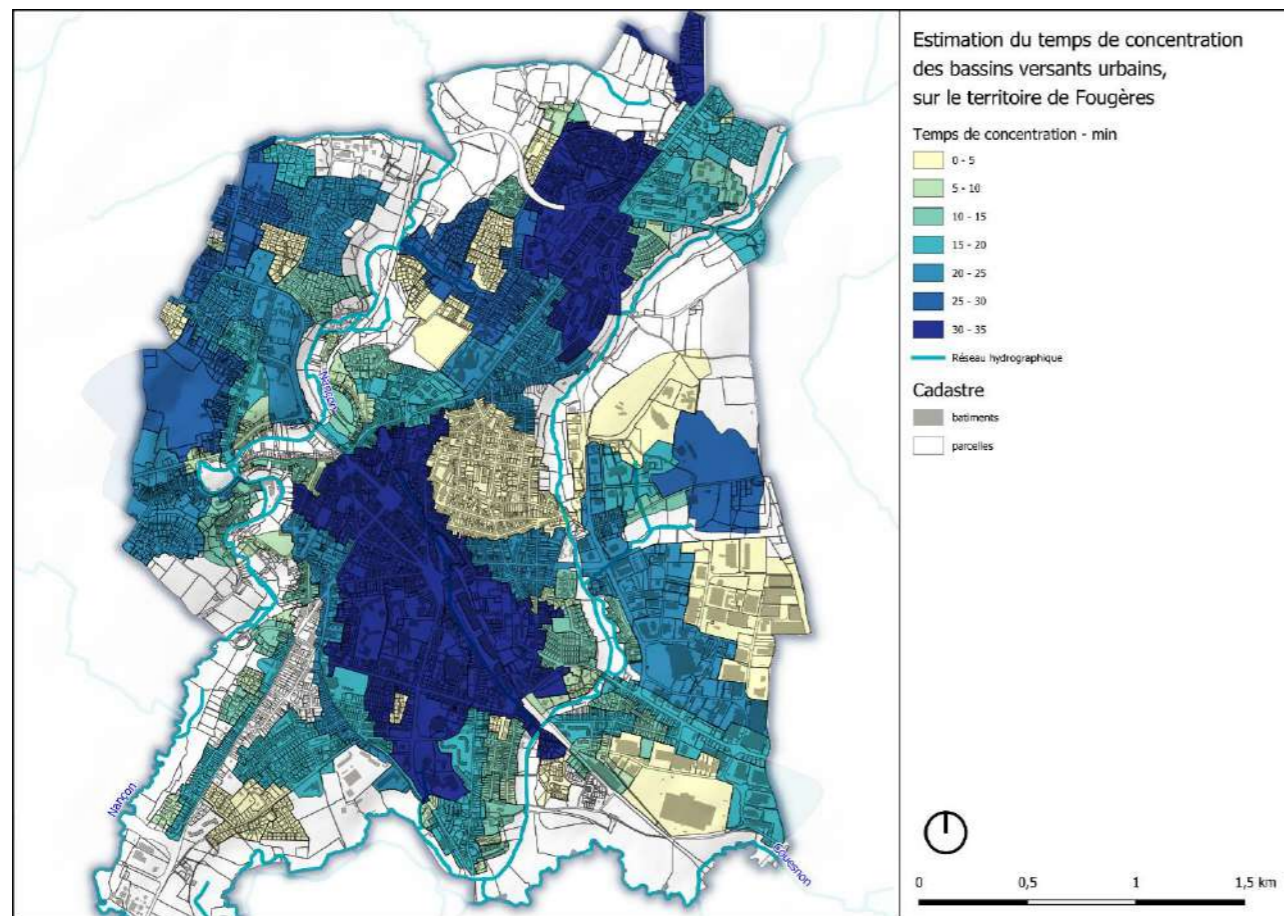 Estimation du temps de concentration
des bassins versants urbains,
sur le territoire de Fougères
Temps de concentration - min
0 - 5
5 - 10
10 - 15
15 - 20
20 - 25
25 - 30
30 - 35
Réseau hydrographique
Cadastre
batiments
parcelles
Nançon
Nançon
Couesnon
0
0,5
1
1,5 km